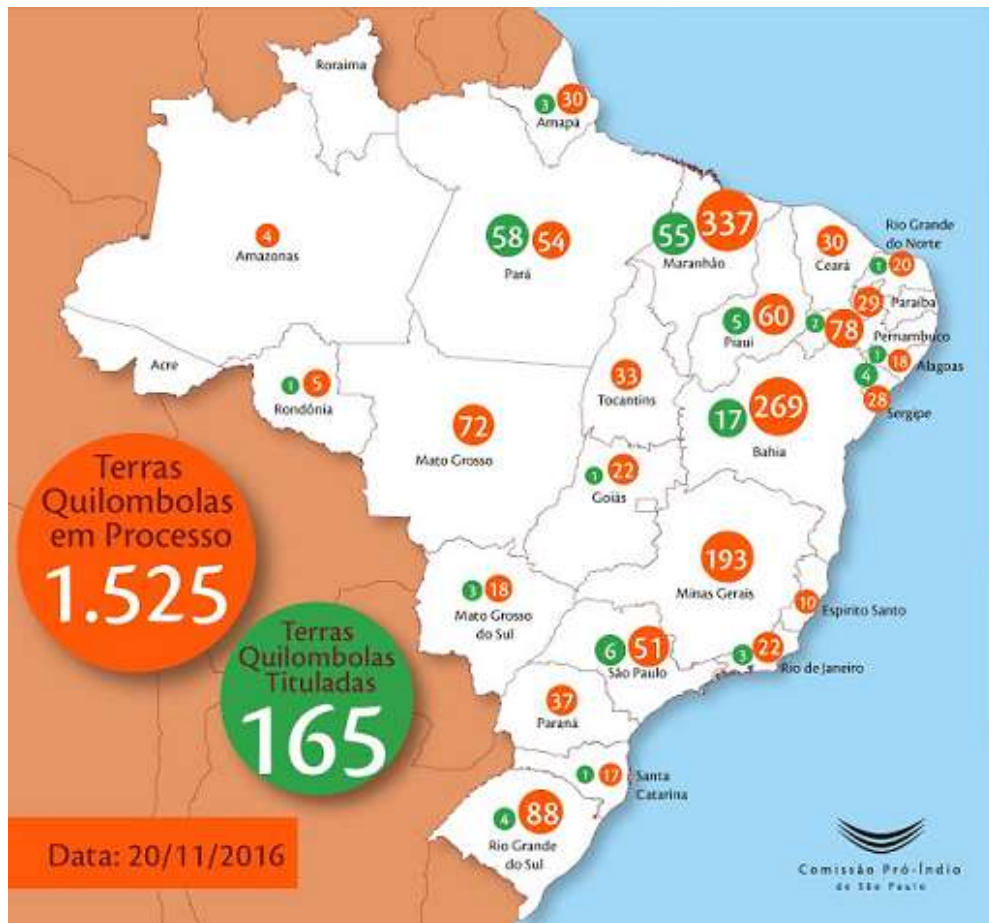 Roraima
3 30
Amapá
4
Amazonas
58 54
Pará
55 337
Maranhão
30
Ceará
Rio Grande
do Norte
1 20
29
Paraíba
5 60
Piauí
2 78
Pernambuco
1 18
Alagoas
4
28
Sergipe
Acre
1 5
Rondônia
72
Mato Grosso
33
Tocantins
17 269
Bahia
1 22
Goiás
193
Minas Gerais
10
Espirito Santo
3 18
Mato Grosso
do Sul
6 51
São Paulo
3 22
Rio de Janeiro
37
Paraná
1 17
Santa
Catarina
4 88
Rio Grande
do Sul
Terras
Quilombolas
em Processo
1.525
Terras
Quilombolas
Tituladas
165
Data: 20/11/2016
Comissão Pró-Índio
de São Paulo